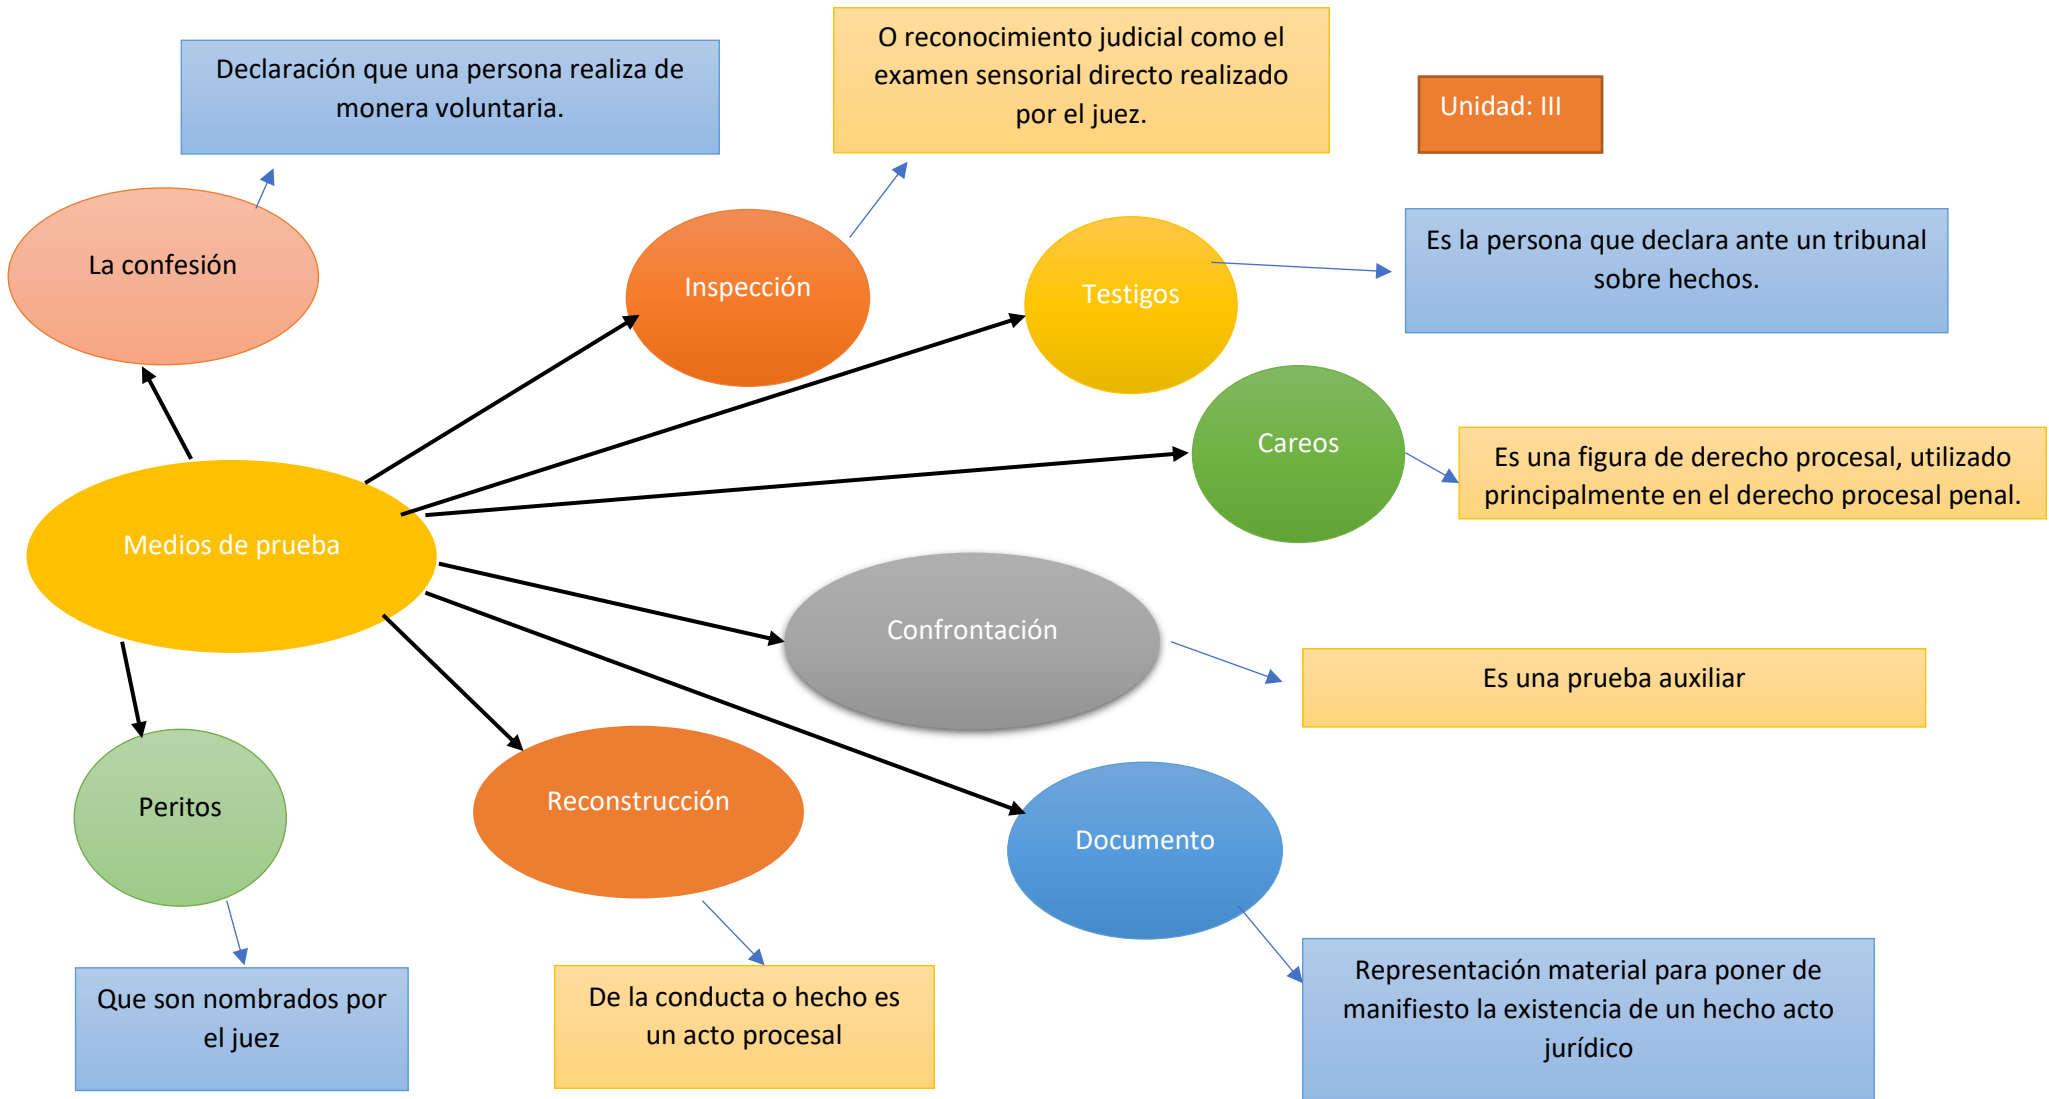 O reconocimiento judicial como el
examen sensorial directo realizado
por el juez.
Declaración que una persona realiza de
monera voluntaria.
Unidad: III
La confesión
Inspección
Testigos
Es la persona que declara ante un tribunal
sobre hechos.
Careos
Es una figura de derecho procesal, utilizado
principalmente en el derecho procesal penal.
Medios de prueba
Confrontación
Es una prueba auxiliar
Peritos
Reconstrucción
Documento
Que son nombrados por
el juez
De la conducta o hecho es
un acto procesal
Representación material para poner de
manifiesto la existencia de un hecho acto
jurídico